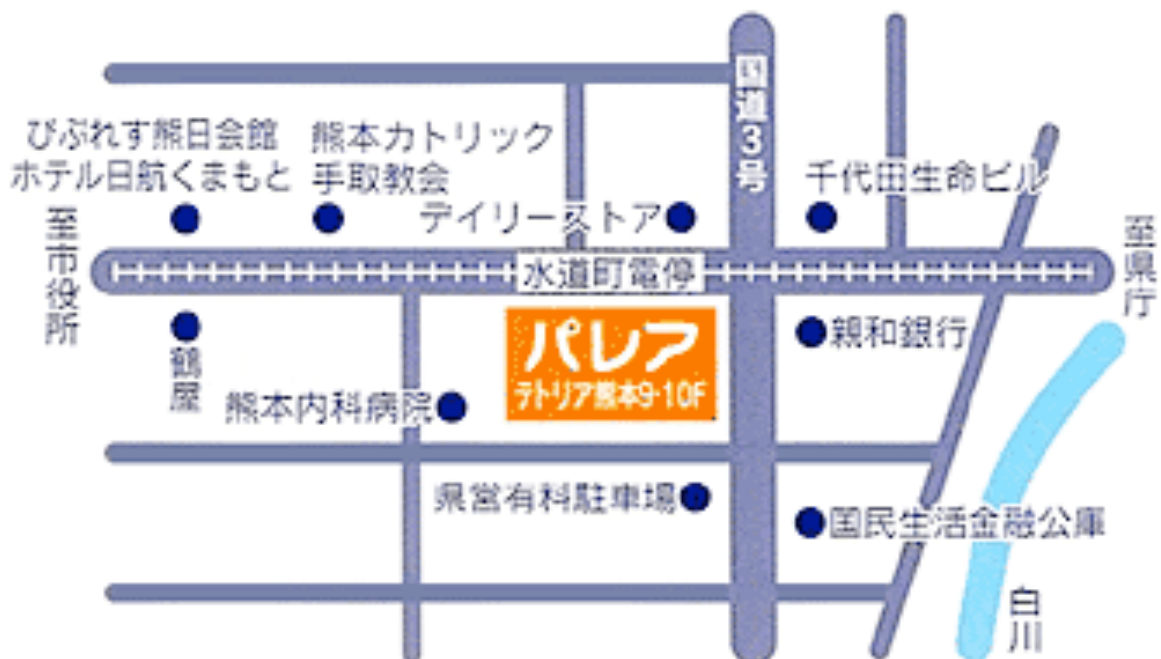 国道3号
びぷれす熊日会館
ホテル日航くまもと
熊本カトリック
手取教会
デイリーストア
千代田生命ビル
至市役所
至県庁
水道町電停
鶴屋
パレア
テトリア熊本9・10F
親和銀行
熊本内科病院
県営有料駐車場
国民生活金融公庫
白川